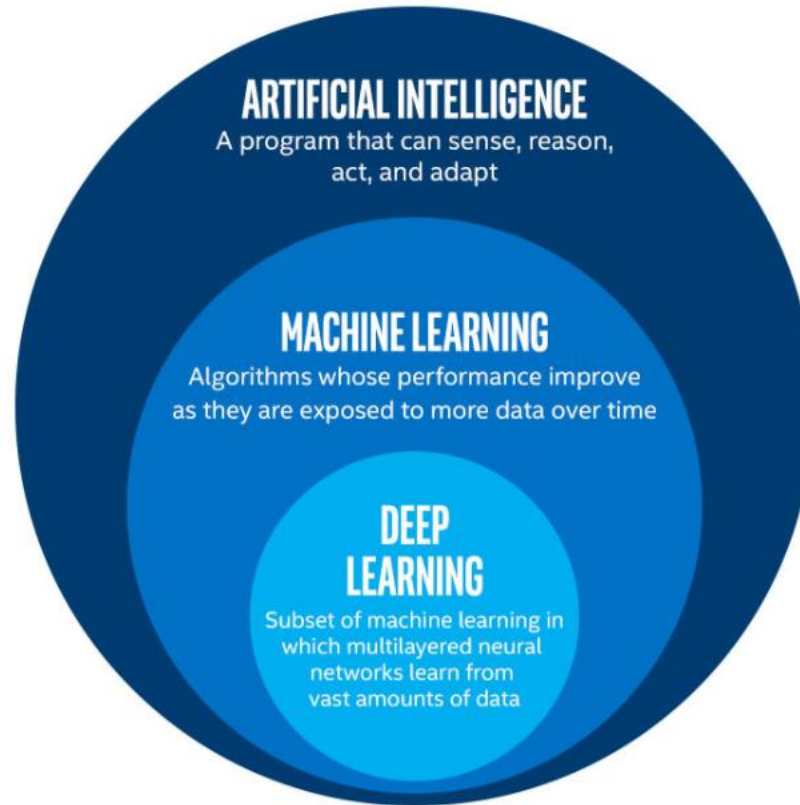 ARTIFICIAL INTELLIGENCE
A program that can sense, reason,
act, and adapt
MACHINE LEARNING
Algorithms whose performance improve
as they are exposed to more data over time
DEEP
LEARNING
Subset of machine learning in
which multilayered neural
networks learn from
vast amounts of data